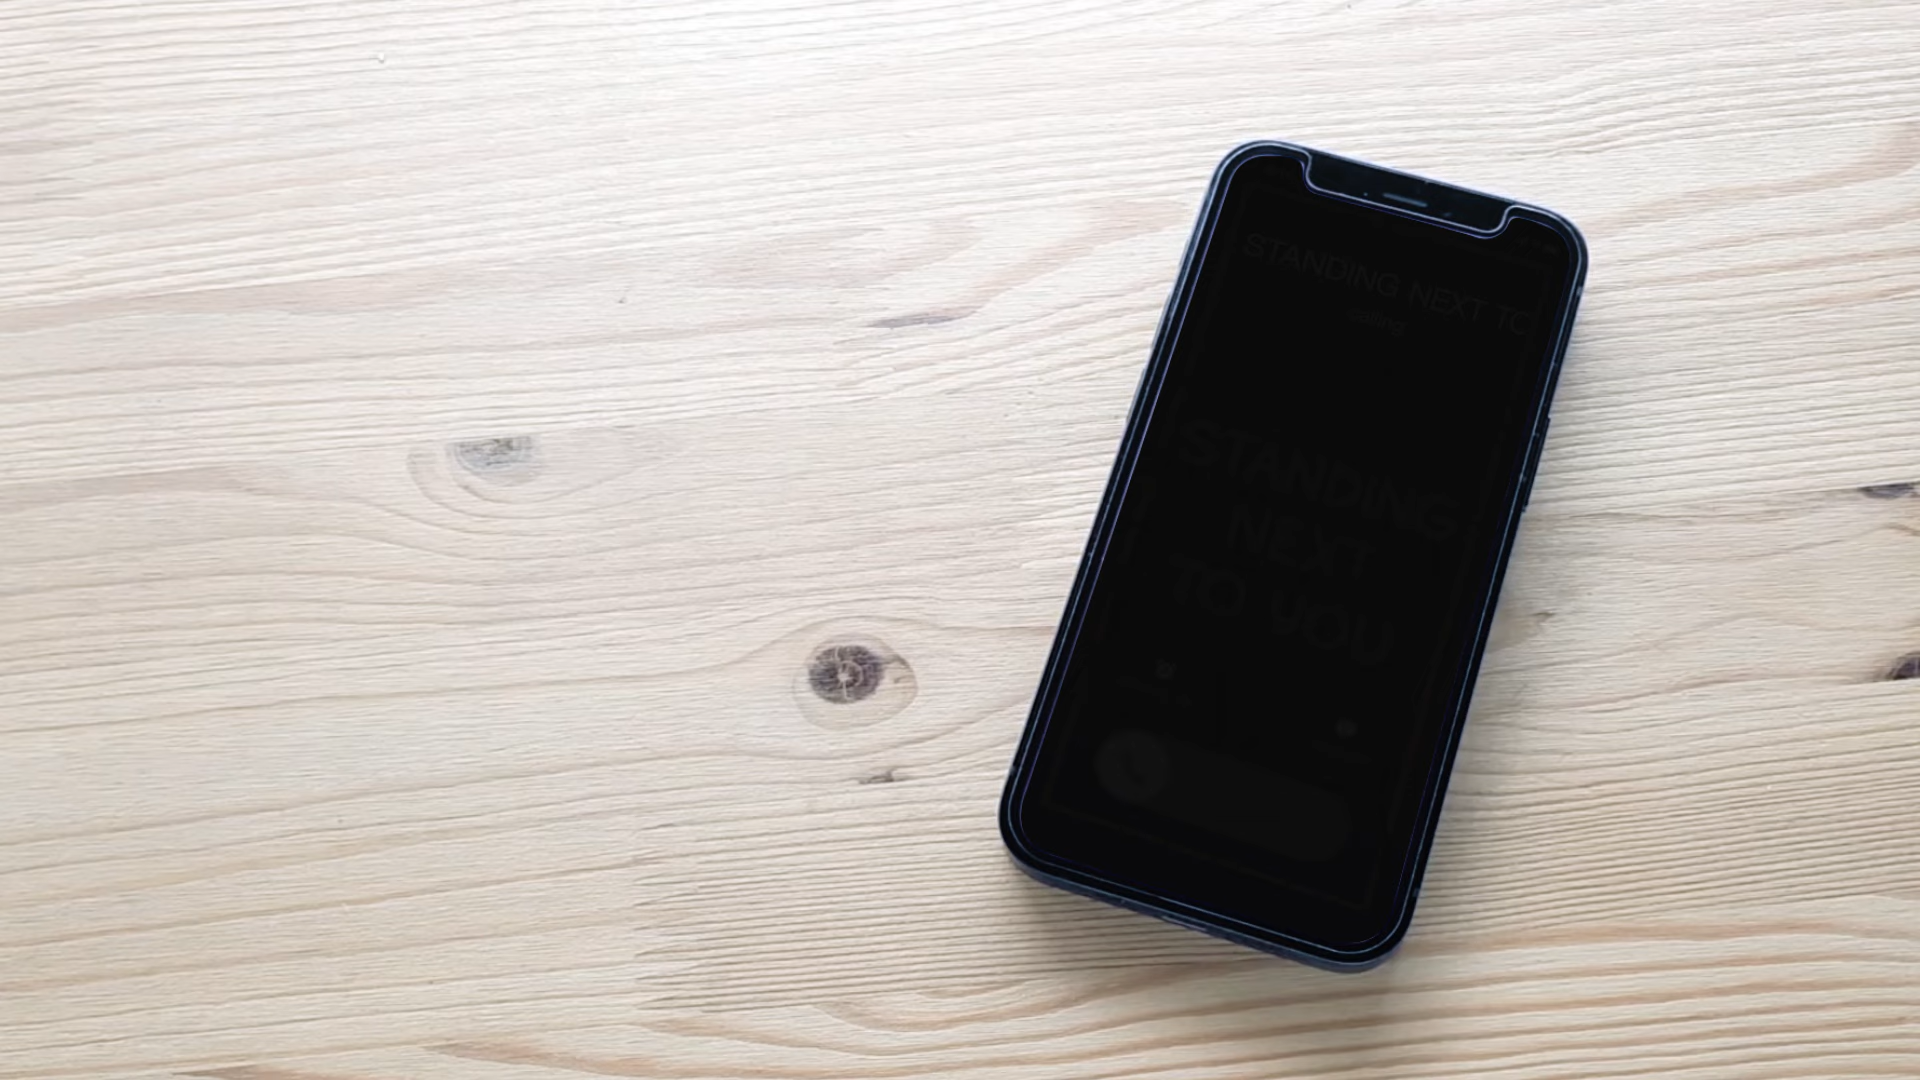 STANDING NEXT TO
calling
STANDING
NEXT
TO YOU